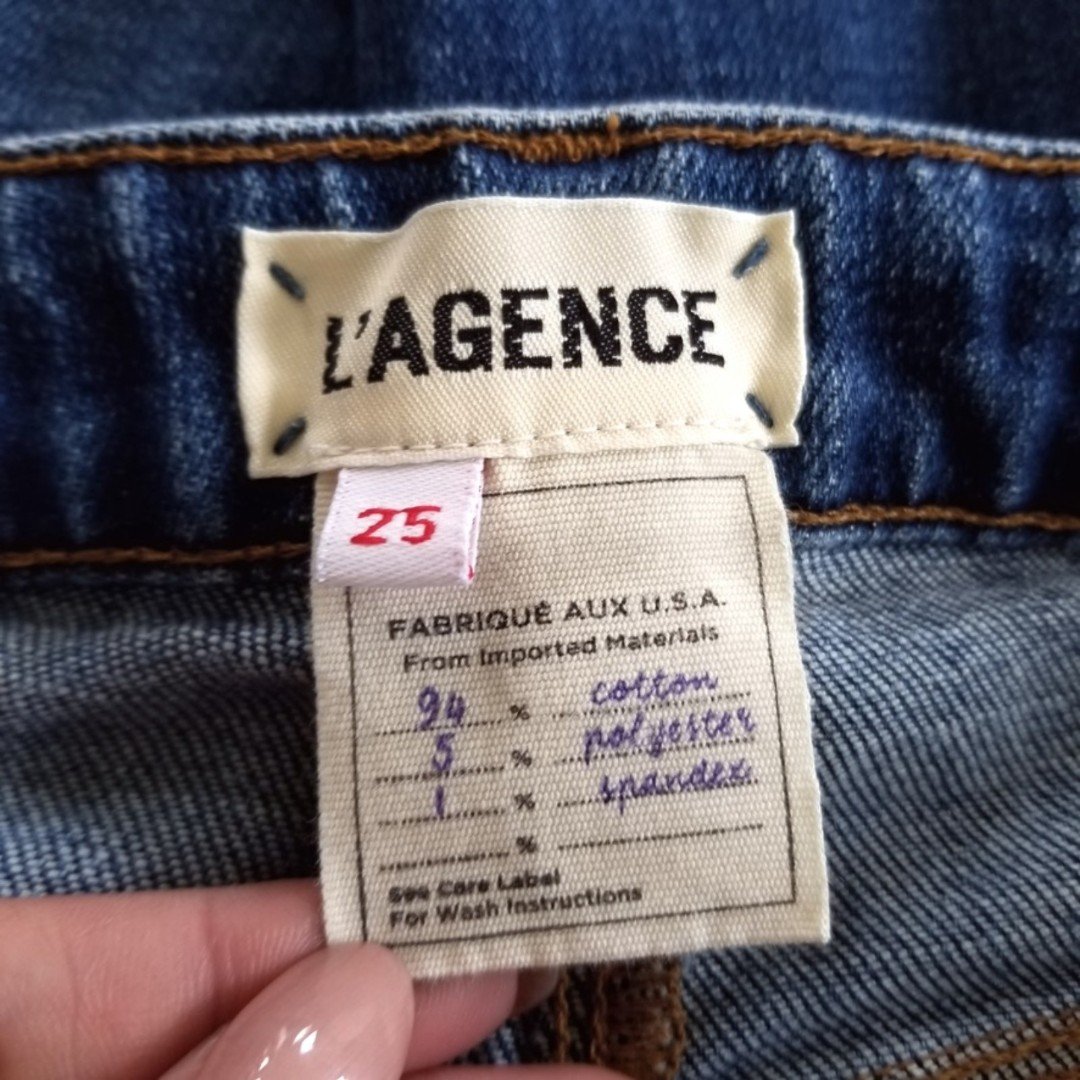 L'AGENCE
25
FABRIQUÉ AUX U.S.A.
From Imported Materials
94 % cotton
5 % polyester
1 % spandex
%
See Care Label
For Wash Instructions